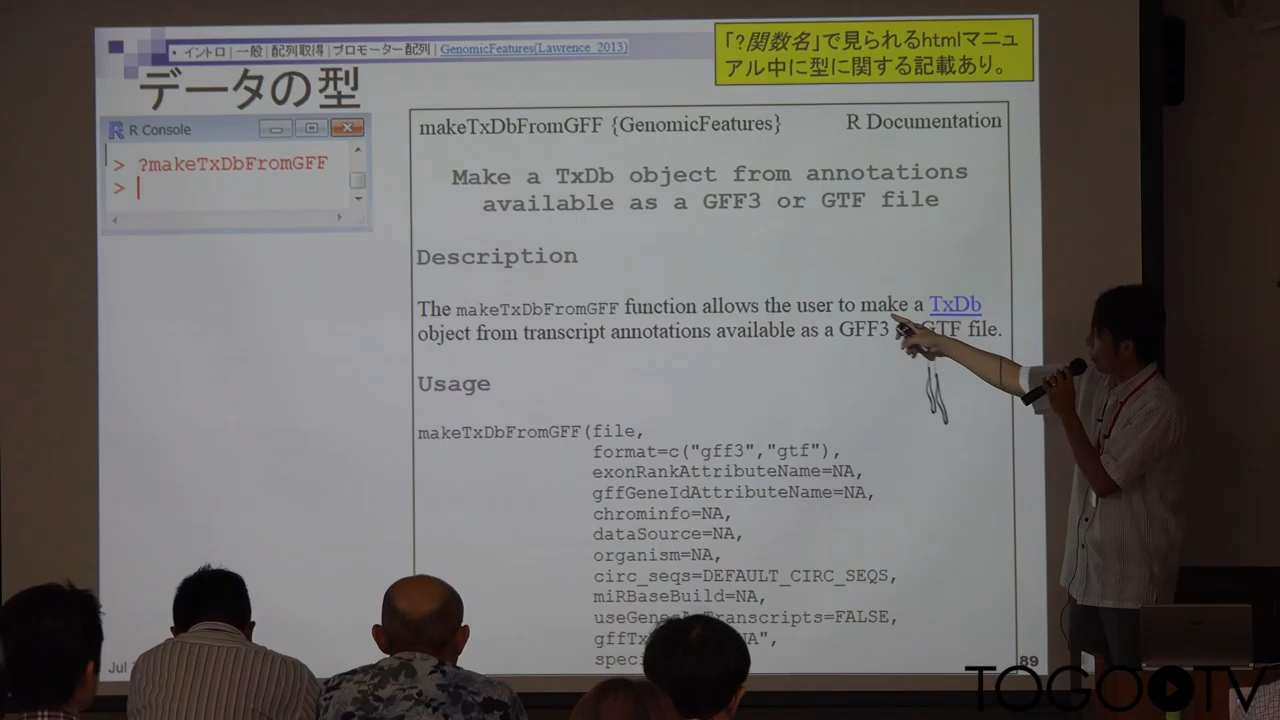 • イントロ | 一般 | 配列取得 | プロモーター配列 | GenomicFeatures(Lawrence_2013)
「?関数名」で見られるhtmlマニュ
アル中に型に関する記載あり。
データの型
R Console
> ?makeTxDbFromGFF
>
makeTxDbFromGFF {GenomicFeatures}
R Documentation
Make a TxDb object from annotations
available as a GFF3 or GTF file
Description
The makeTxDbFromGFF function allows the user to make a TxDb
object from transcript annotations available as a GFF3 GTF file.
Usage
makeTxDbFromGFF(file,
format=c("gff3","gtf"),
exonRankAttributeName=NA,
gffGeneIdAttributeName=NA,
chrominfo=NA,
dataSource=NA,
organism=NA,
circ_seqs=DEFAULT_CIRC_SEQS,
miRBaseBuild=NA,
Transcripts=FALSE,
Jul
89
TOGOTV